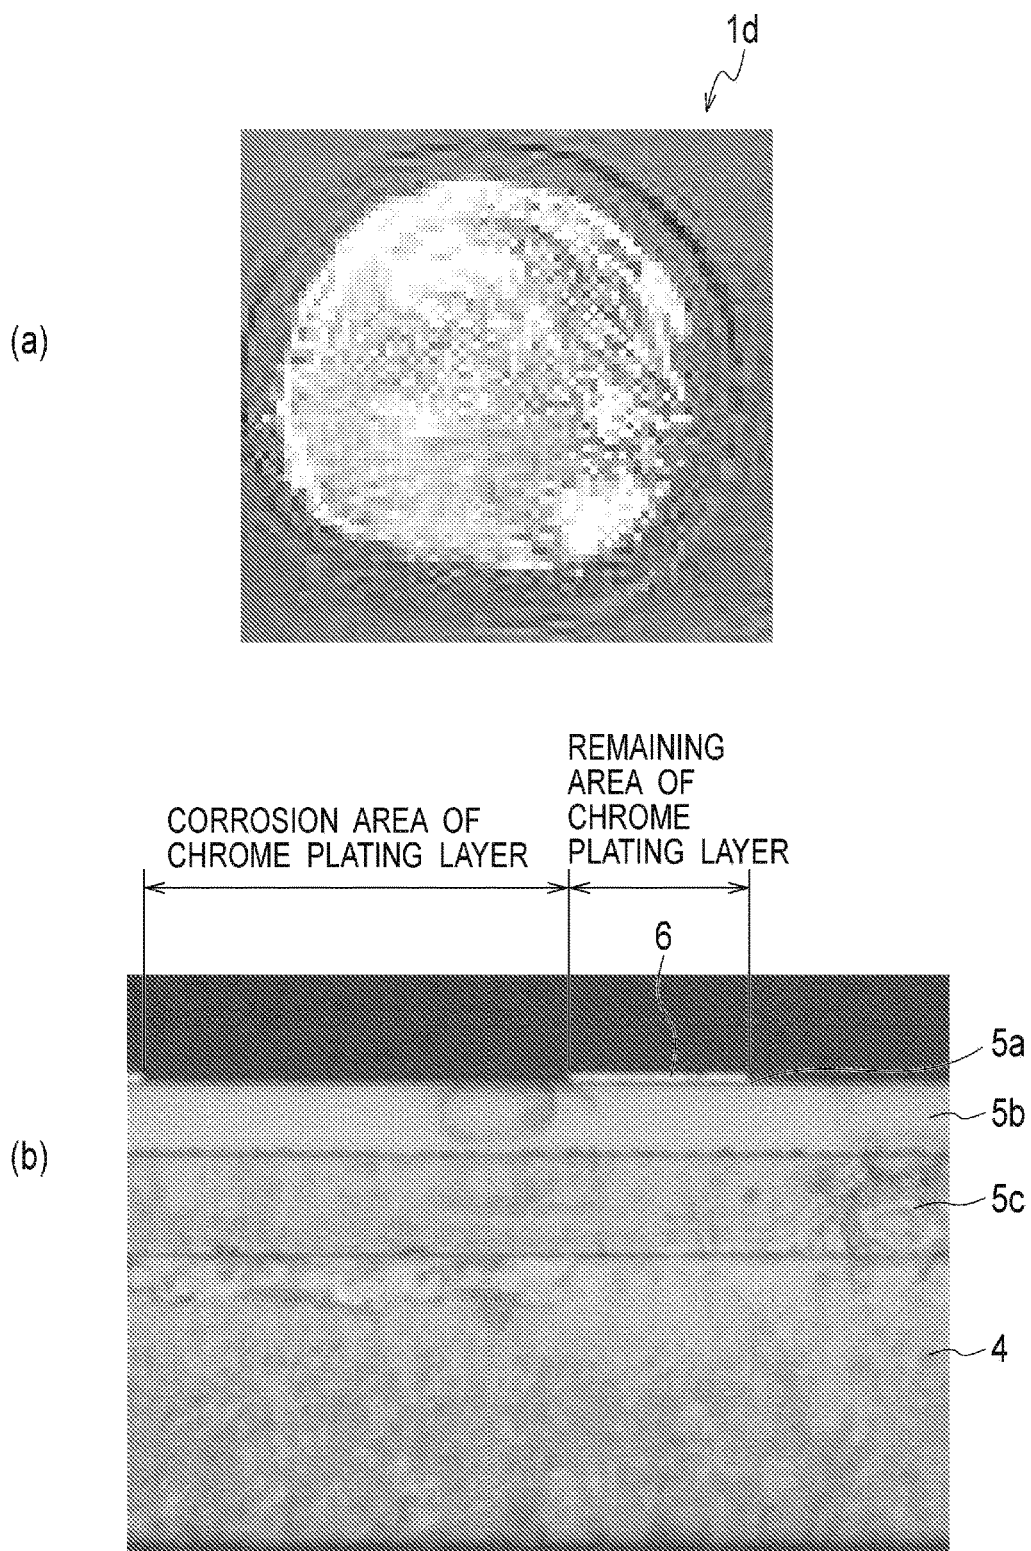 1d
(a)
REMAINING
AREA OF
CHROME
PLATING LAYER
CORROSION AREA OF
CHROME PLATING LAYER
6
5a
5b
(b)
5c
4